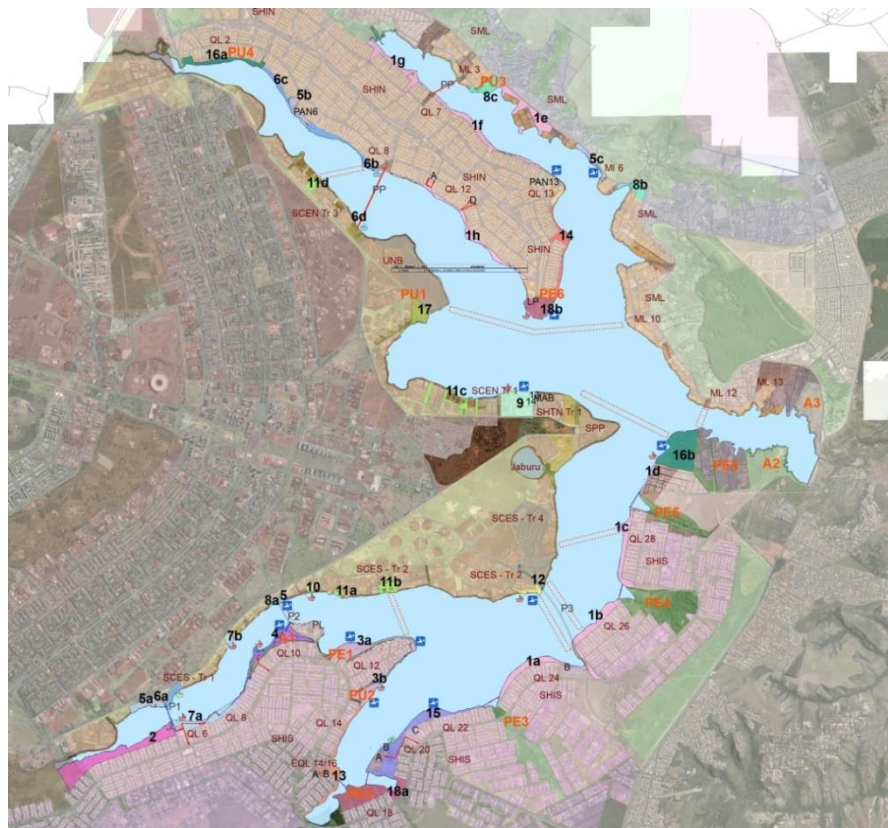 SHIN
QL 2
16a
PU4
6c
5b
PAN6
1g
SML
ML 3
PU3
PP
8c
SHIN
QL 7
SML
1e
1f
5c
MI 6
8b
QL 8
6b
A
PP
QL 12
SHIN
PAN13
QL 13
11d
SML
SCEN Tr 3
6d
D
1h
14
SHIN
UNB
SML
PU1
LP
PE6
17
18b
ML 10
11c
SCEN Tr 1
ML 12
ML 13
9
14
MAB
A3
SHTN Tr 1
SPP
16b
Jaburu
1d
A2
PE5
SCES - Tr 4
1c
QL 28
SHIS
SCES - Tr 2
SCES - Tr 2
12
10
11a
11b
5
8a
PE4
P3
1b
P2
PL
7b
4
3a
QL 26
QL10
PE1
QL 12
1a
B
SCES - Tr 1
3b
QL 24
SHIS
5a
6a
PU2
P1
7a
QL 8
15
PE3
2
QL 6
QL 14
C
QL 22
SHIS
B
QL 20
A
SHIS
EQL 14/16
A B
13
18a
QL 18